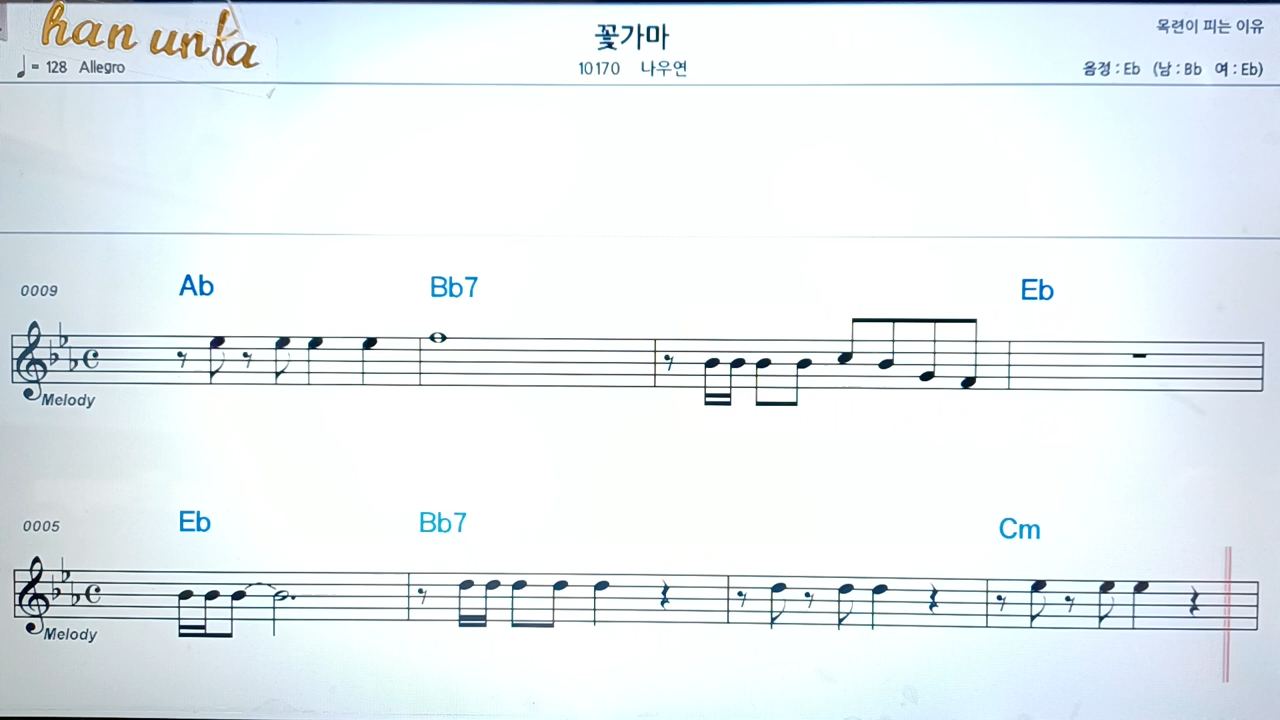 han unfa
꽃가마
목련이 피는 이유
♩= 128 Allegro
10170 나우연
음정 : Eb (남 : Bb 여 : Eb)
0009
Ab Bb7 Eb
Melody
0005
Eb Bb7 Cm
Melody